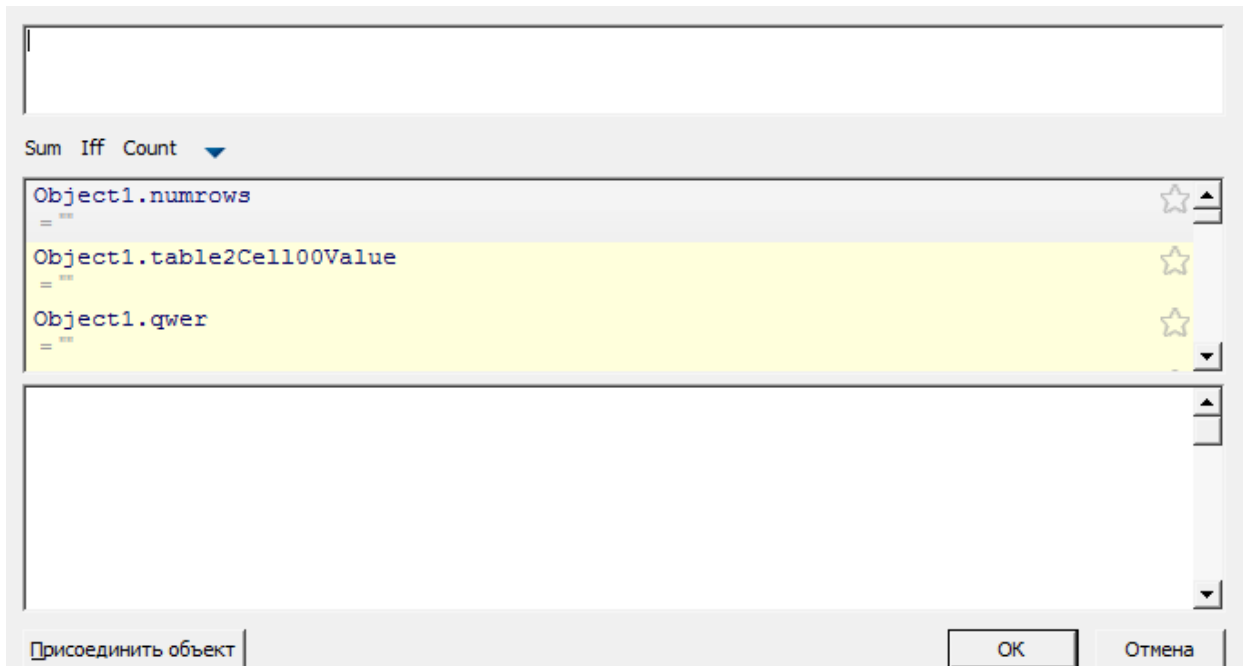 Sum Iff Count
Object1.numrows
= ""
Object1.table2Cell00Value
= ""
Object1.qwer
= ""
Присоединить объект
OK
Отмена